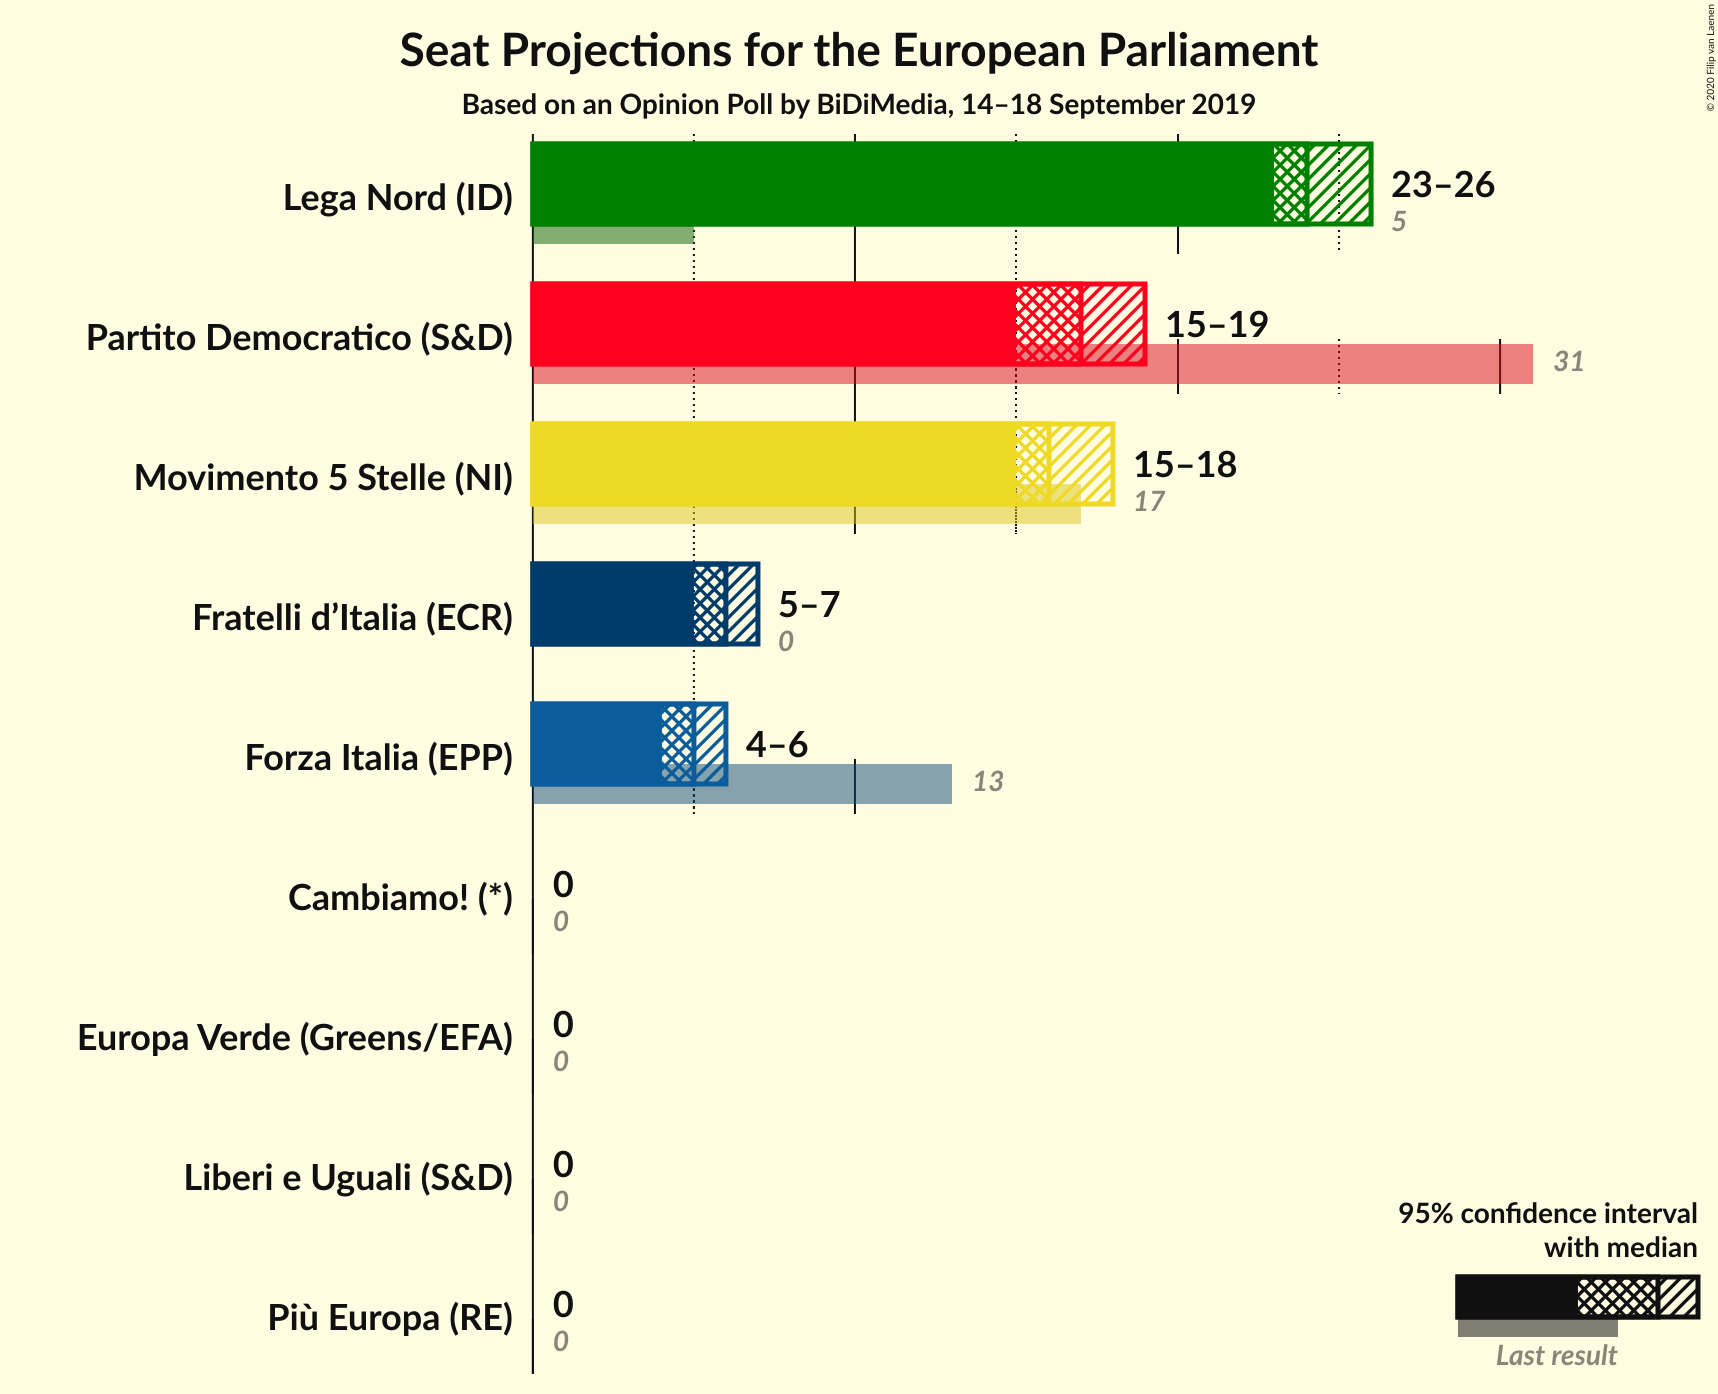 Seat Projections for the European Parliament
Based on an Opinion Poll by BiDiMedia, 14–18 September 2019
© 2020 Filip van Laenen
Lega Nord (ID)
23–26
5
Partito Democratico (S&D)
15–19
31
Movimento 5 Stelle (NI)
15–18
17
Fratelli d’Italia (ECR)
5–7
0
Forza Italia (EPP)
4–6
13
Cambiamo! (*)
0
0
Europa Verde (Greens/EFA)
0
0
Liberi e Uguali (S&D)
0
0
Più Europa (RE)
0
0
95% confidence interval
with median
Last result